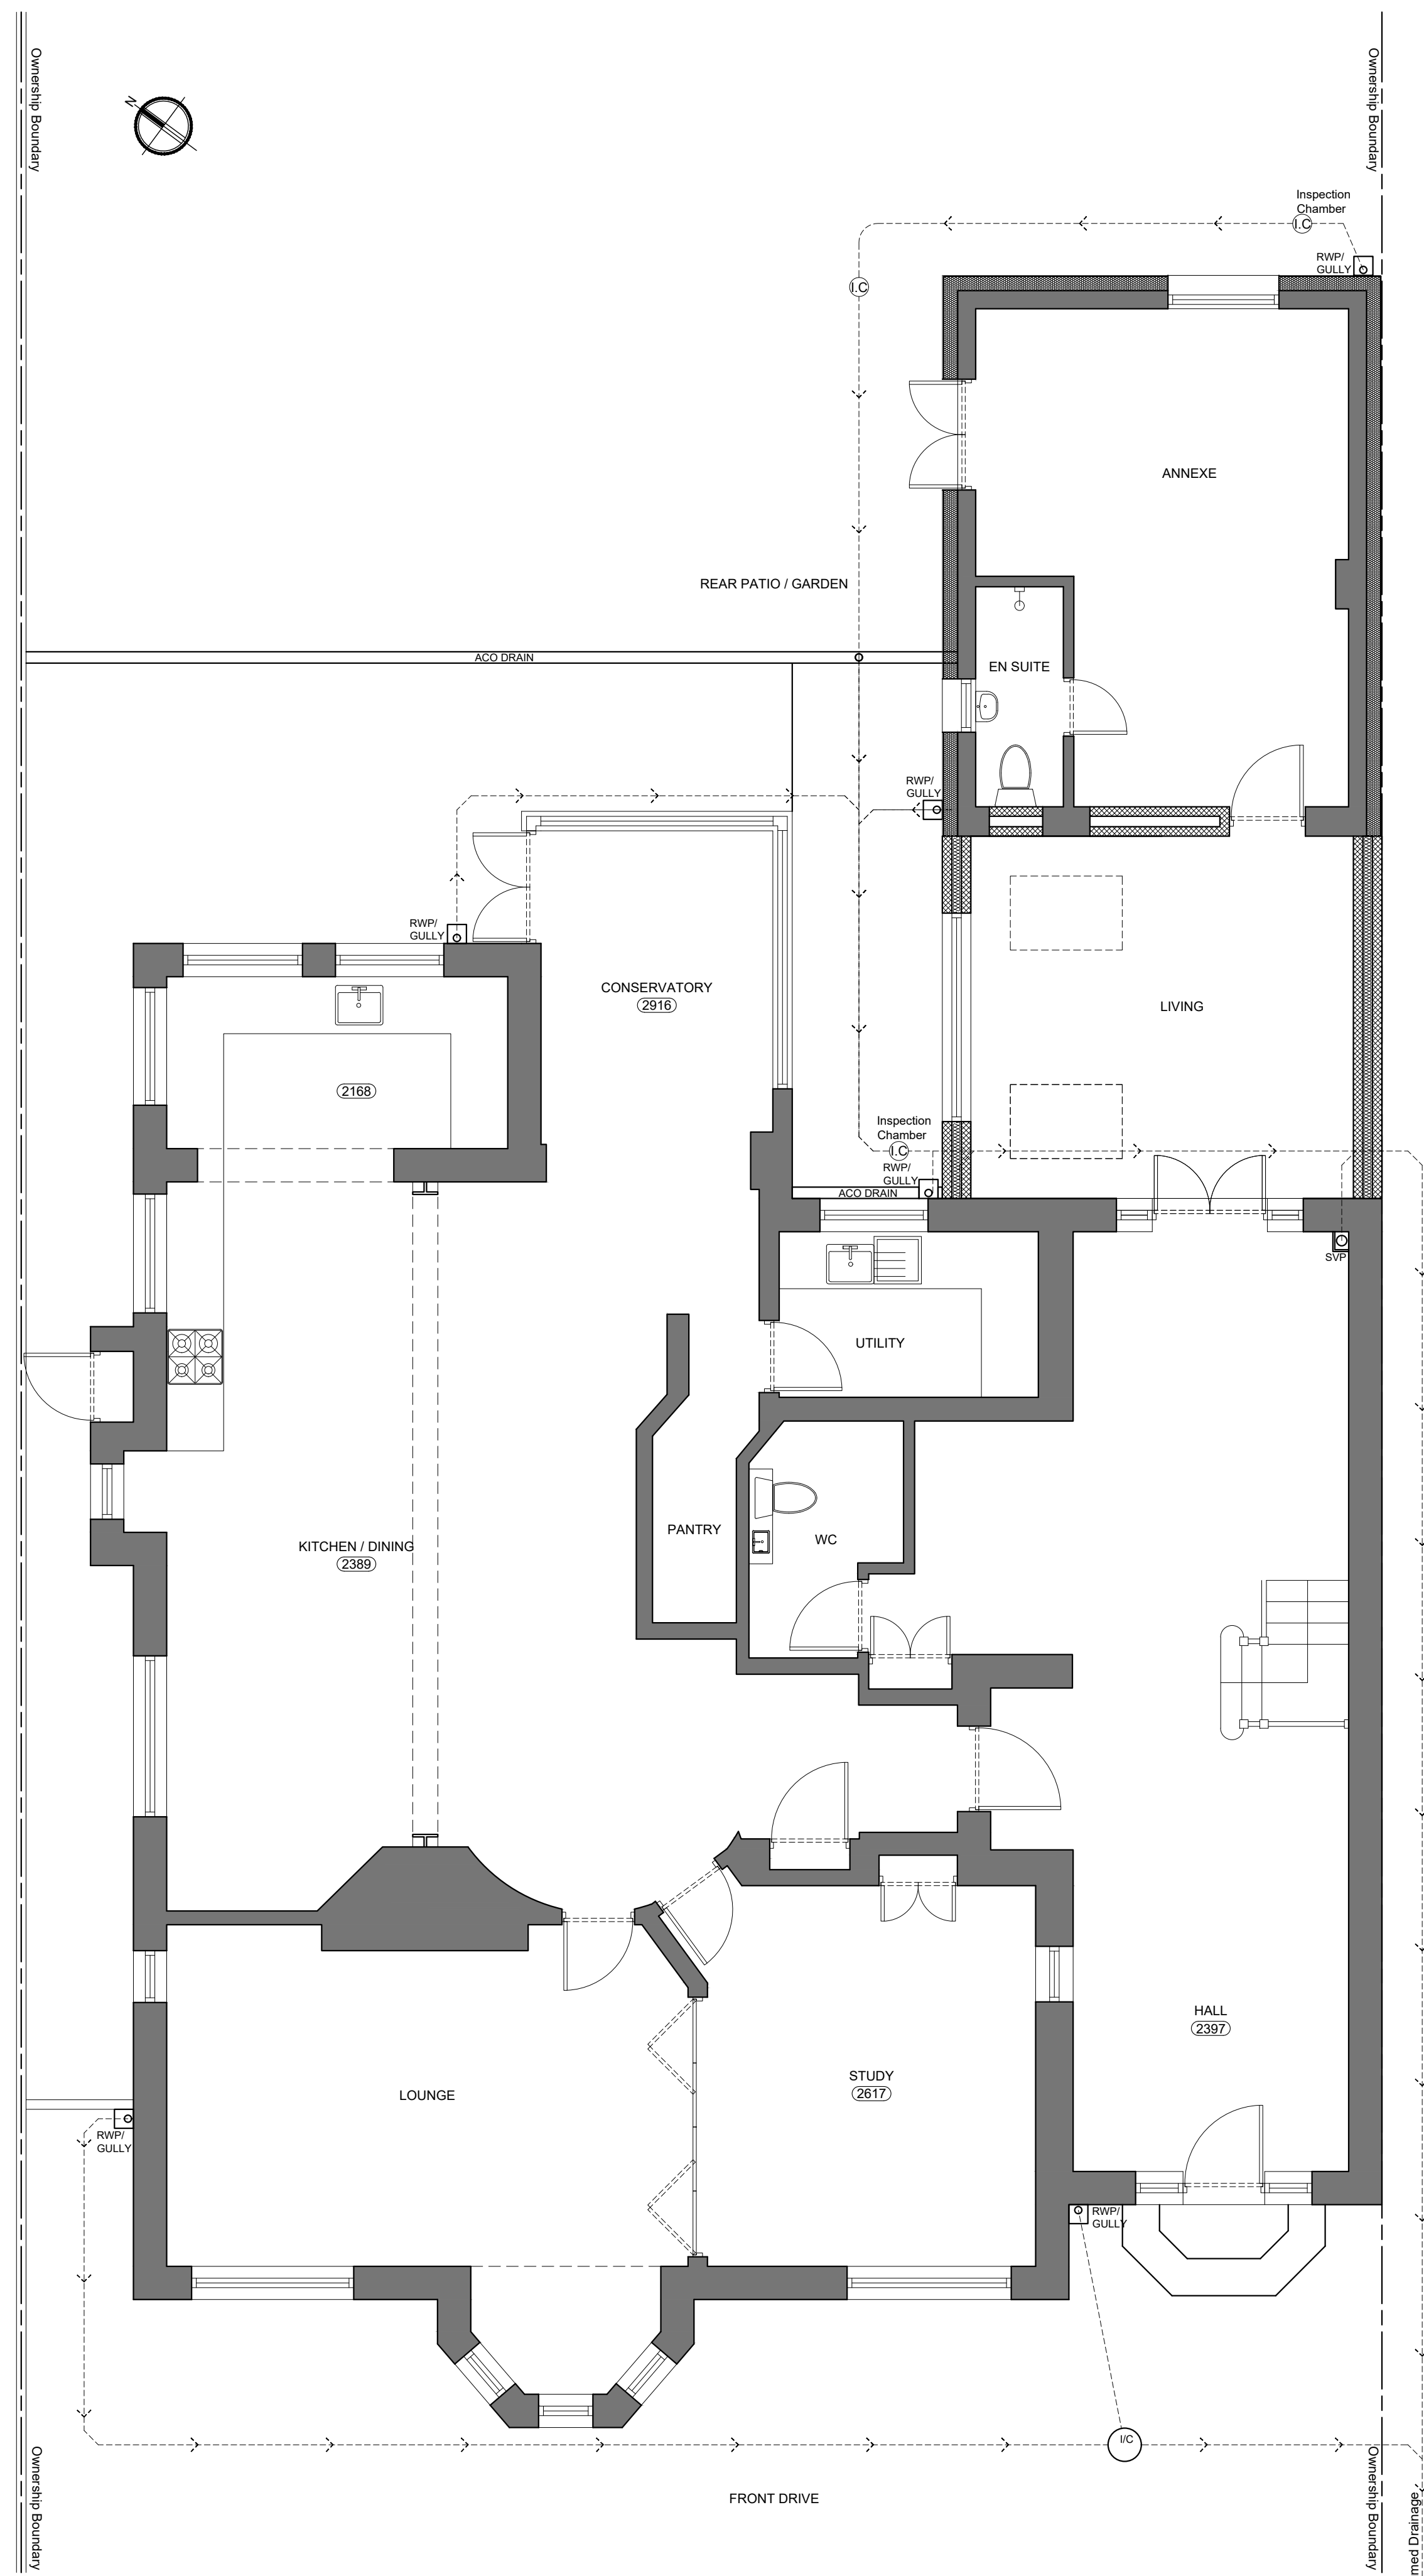 Ownership Boundary
Ownership Boundary
N
Inspection
Chamber
I.C
RWP/
GULLY
I.C
ANNEXE
REAR PATIO / GARDEN
ACO DRAIN
EN SUITE
RWP/
GULLY
RWP/
GULLY
CONSERVATORY
2916
LIVING
2168
Inspection
Chamber
I.C
RWP/
GULLY
ACO DRAIN
SVP
UTILITY
PANTRY
WC
KITCHEN / DINING
2389
HALL
2397
STUDY
2617
LOUNGE
RWP/
GULLY
RWP/
GULLY
I/C
FRONT DRIVE
Ownership Boundary
Ownership Boundary
med Drainage